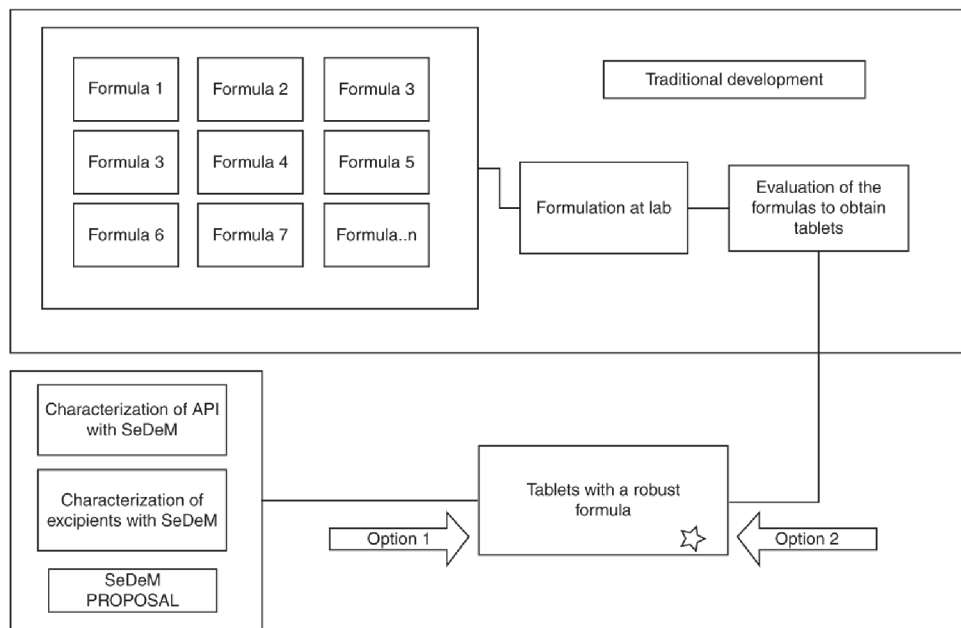 Formula 1
Formula 2
Formula 3
Traditional development
Formula 3
Formula 4
Formula 5
Formulation at lab
Evaluation of the
formulas to obtain
tablets
Formula 6
Formula 7
Formula..n
Characterization of API
with SeDeM
Characterization of
excipients with SeDeM
SeDeM
PROPOSAL
Option 1
Tablets with a robust
formula
Option 2